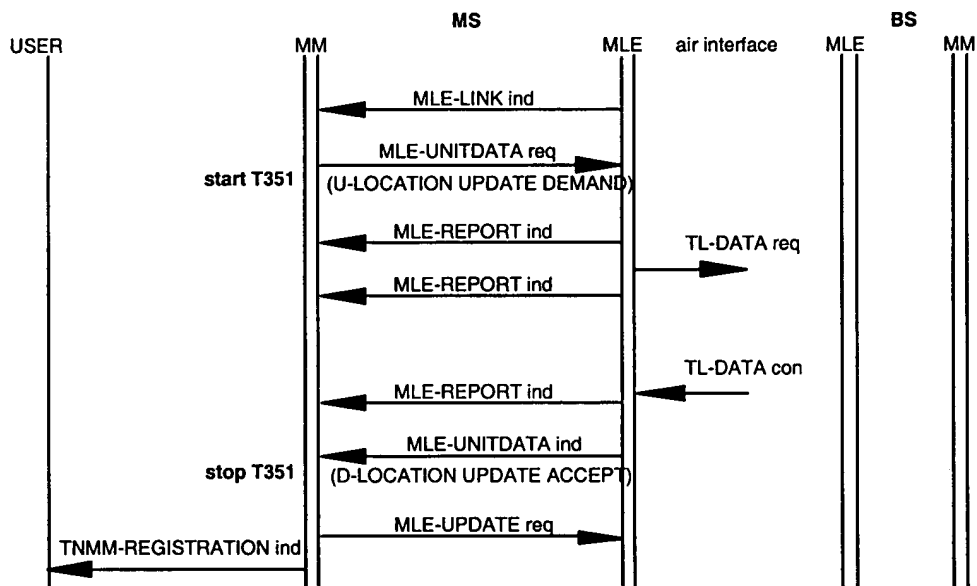 MS BS
USER MM MLE air interface MLE MM
MLE-LINK ind
MLE-UNITDATA req
start T351 (U-LOCATION UPDATE DEMAND)
MLE-REPORT ind
TL-DATA req
MLE-REPORT ind
TL-DATA con
MLE-REPORT ind
MLE-UNITDATA ind
stop T351 (D-LOCATION UPDATE ACCEPT)
MLE-UPDATE req
TNMM-REGISTRATION ind